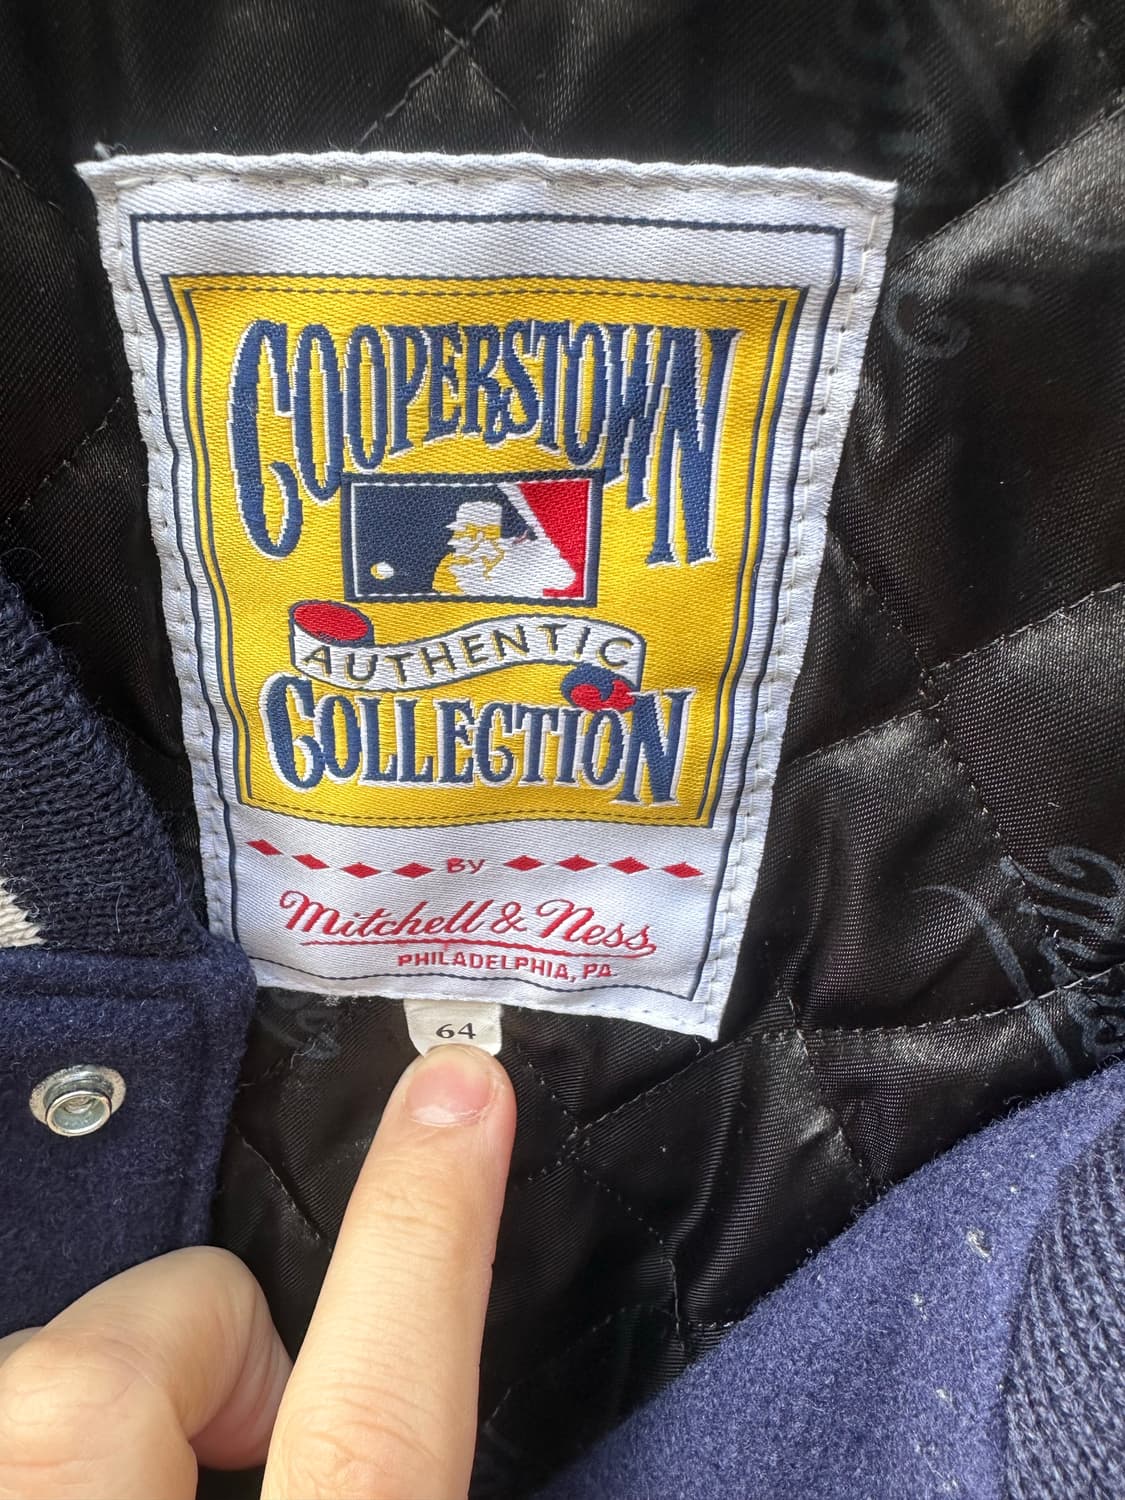 COOPERSTOWN
AUTHENTIC
COLLECTION
BY
Mitchell & Ness
PHILADELPHIA, PA.
64